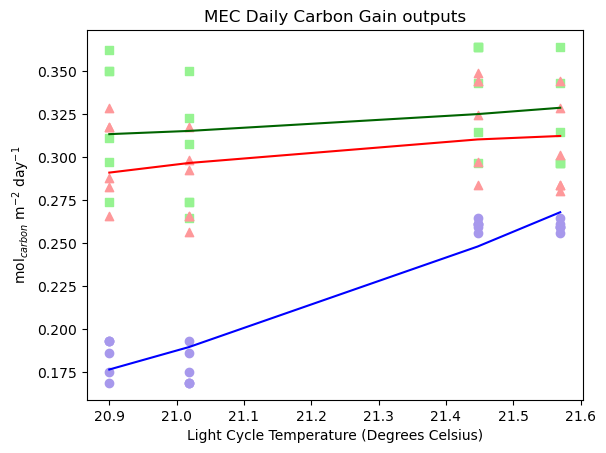 MEC Daily Carbon Gain outputs
mol_{carbon} m^{-2} day^{-1}
0.350
0.325
0.300
0.275
0.250
0.225
0.200
0.175
20.9 21.0 21.1 21.2 21.3 21.4 21.5 21.6
Light Cycle Temperature (Degrees Celsius)